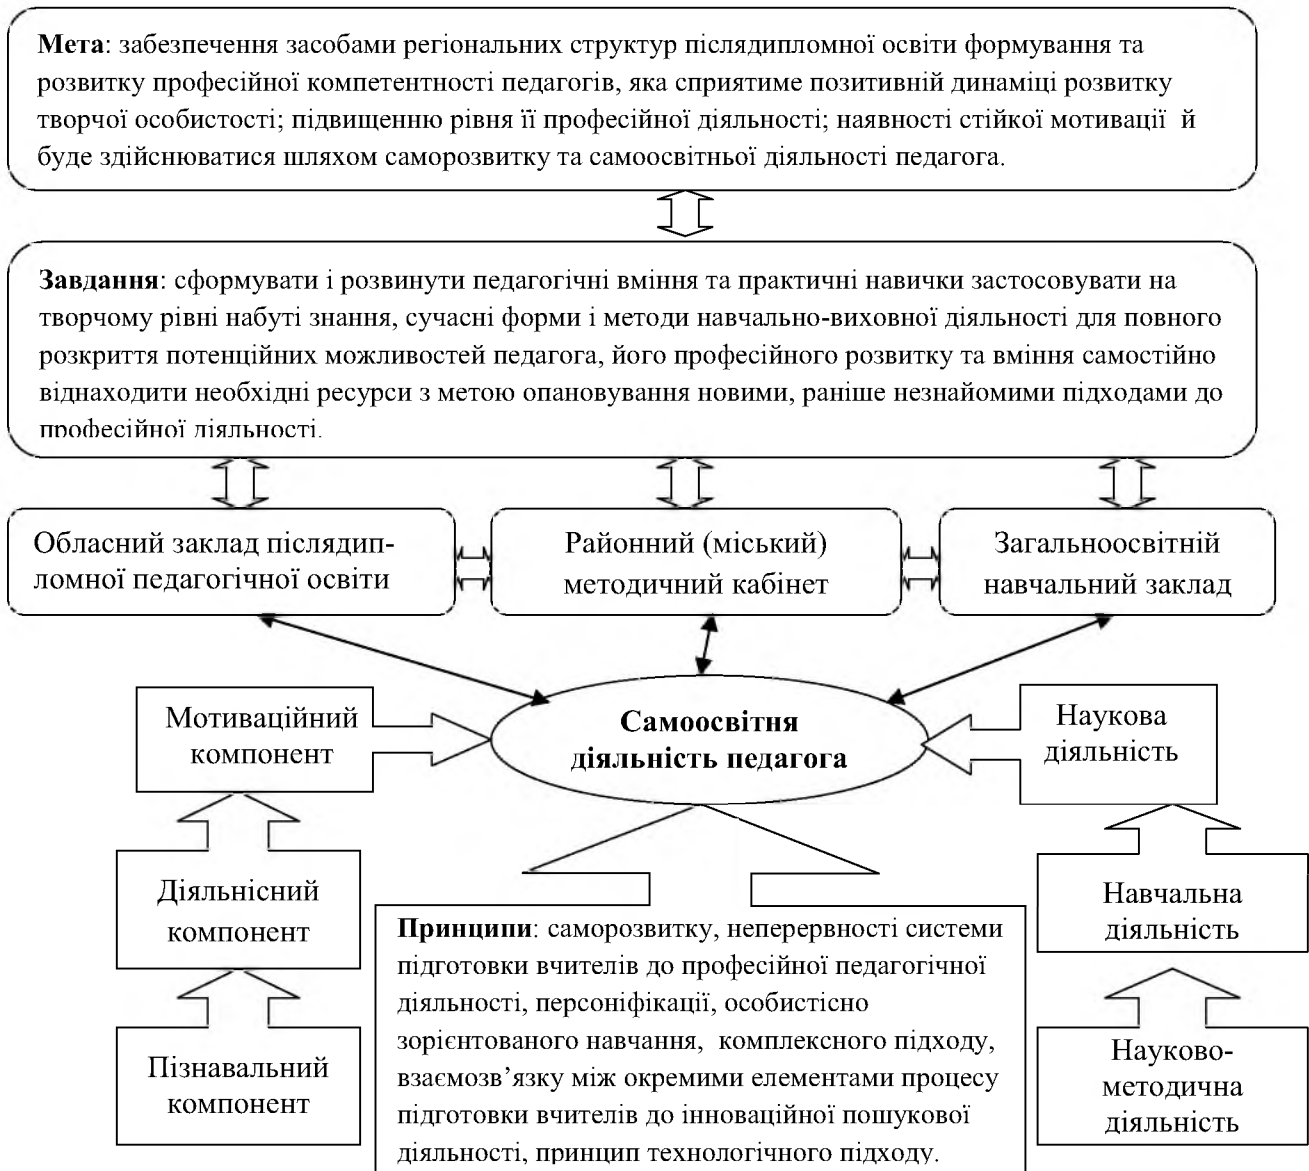 Мета: забезпечення засобами регіональних структур післядипломної освіти формування та
розвитку професійної компетентності педагогів, яка сприятиме позитивній динаміці розвитку
творчої особистості; підвищенню рівня її професійної діяльності; наявності стійкої мотивації й
буде здійснюватися шляхом саморозвитку та самоосвітньої діяльності педагога.
Завдання: сформувати і розвинути педагогічні вміння та практичні навички застосовувати на
творчому рівні набуті знання, сучасні форми і методи навчально-виховної діяльності для повного
розкриття потенційних можливостей педагога, його професійного розвитку та вміння самостійно
віднаходити необхідні ресурси з метою опановування новими, раніше незнайомими підходами до
професійної діяльності.
Обласний заклад післядип-
ломної педагогічної освіти
Районний (міський)
методичний кабінет
Загальноосвітній
навчальний заклад
Мотиваційний
компонент
Самоосвітня
діяльність педагога
Наукова
діяльність
Діяльнісний
компонент
Навчальна
діяльність
Пізнавальний
компонент
Принципи: саморозвитку, неперервності системи
підготовки вчителів до професійної педагогічної
діяльності, персоніфікації, особистісно
зорієнтованого навчання, комплексного підходу,
взаємозв’язку між окремими елементами процесу
підготовки вчителів до інноваційної пошукової
діяльності, принцип технологічного підходу.
Науково-
методична
діяльність